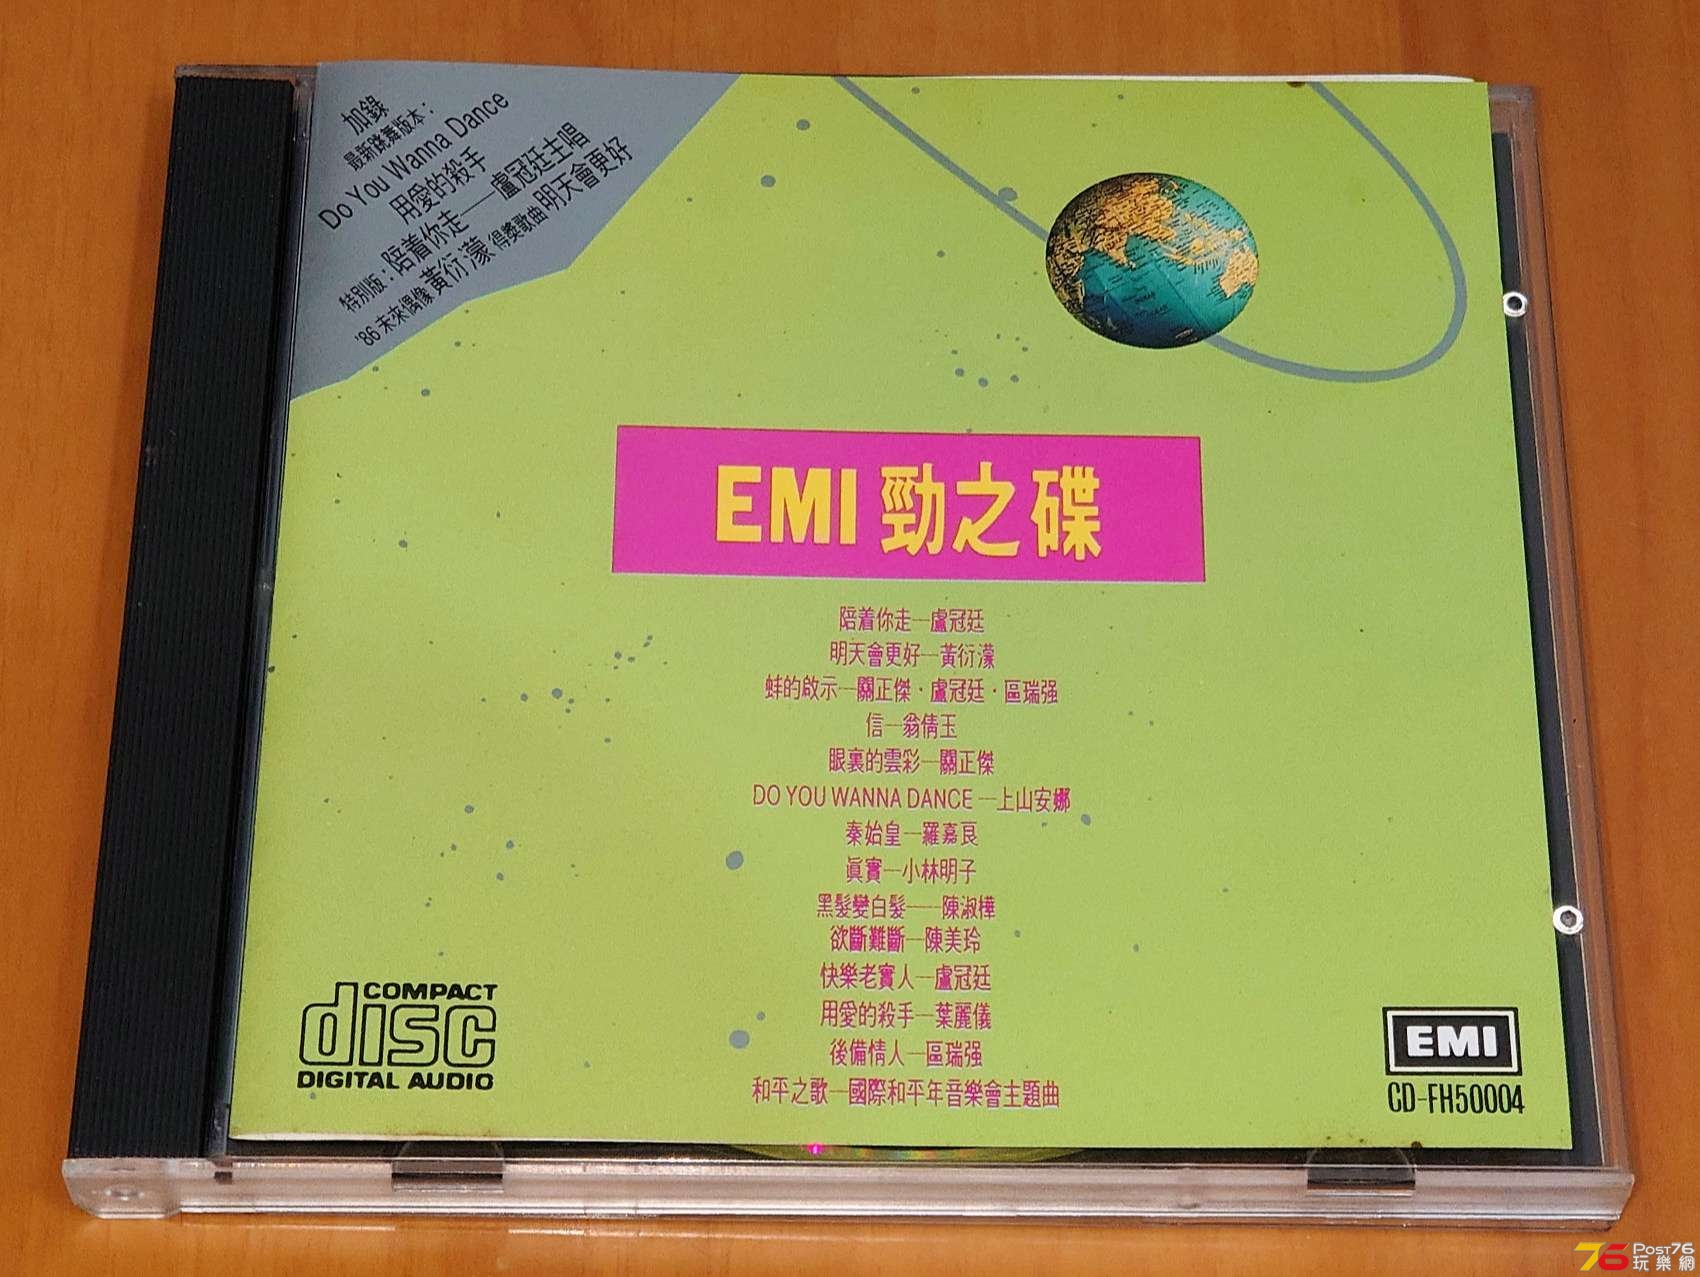 加錄
最新跳舞版本：
Do You Wanna Dance
用愛的殺手
特別版：陪着你走——盧冠廷主唱
'86未來偶像黃衍濛得獎歌曲明天會更好
EMI 勁之碟
陪着你走—盧冠廷
明天會更好—黃衍濛
蚌的啟示—關正傑·盧冠廷·區瑞强
信—翁倩玉
眼裏的雲彩—關正傑
DO YOU WANNA DANCE—上山安娜
秦始皇—羅嘉良
眞實—小林明子
黑髮變白髮——陳淑樺
欲斷難斷—陳美玲
快樂老實人—盧冠廷
用愛的殺手—葉麗儀
後備情人—區瑞强
和平之歌—國際和平年音樂會主題曲
COMPACT
disc
DIGITAL AUDIO
EMI
CD-FH50004
76 POST76
玩樂網